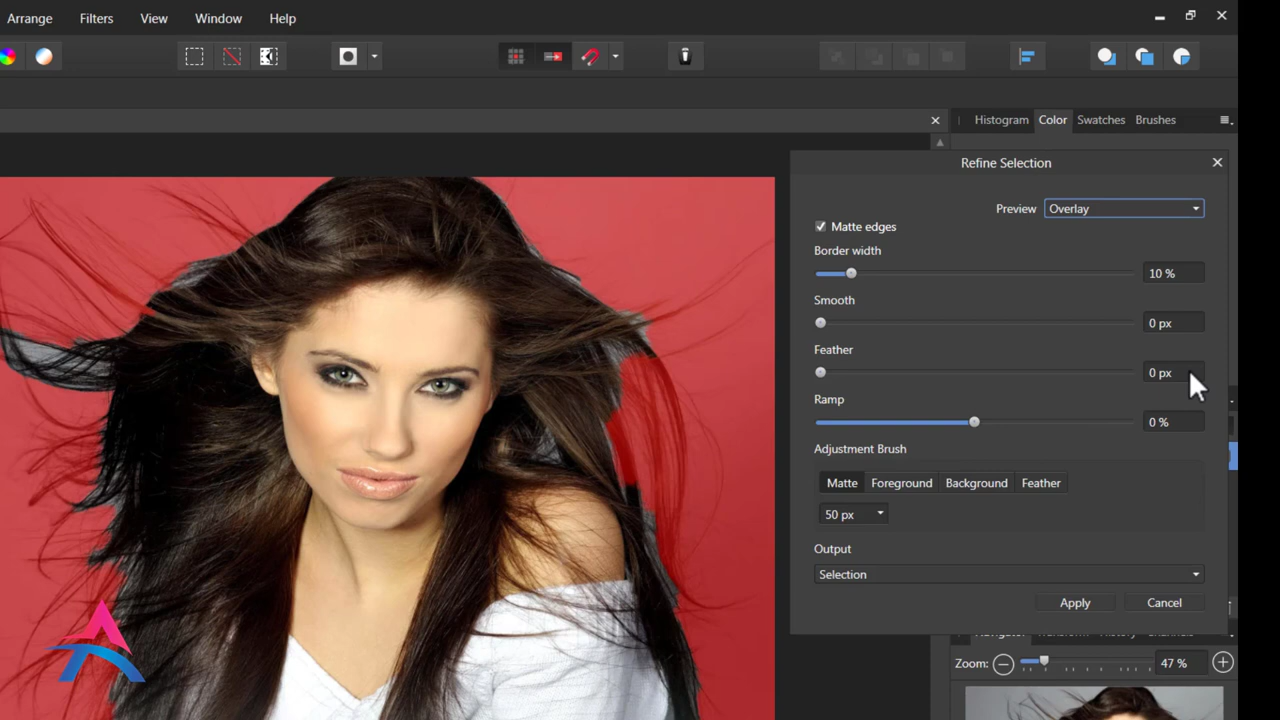 Arrange Filters View Window Help
Histogram Color Swatches Brushes
Refine Selection
Preview Overlay
Matte edges
Border width
10 %
Smooth
0 px
Feather
0 px
Ramp
0 %
Adjustment Brush
Matte Foreground Background Feather
50 px
Output
Selection
Apply Cancel
Zoom: 47 %